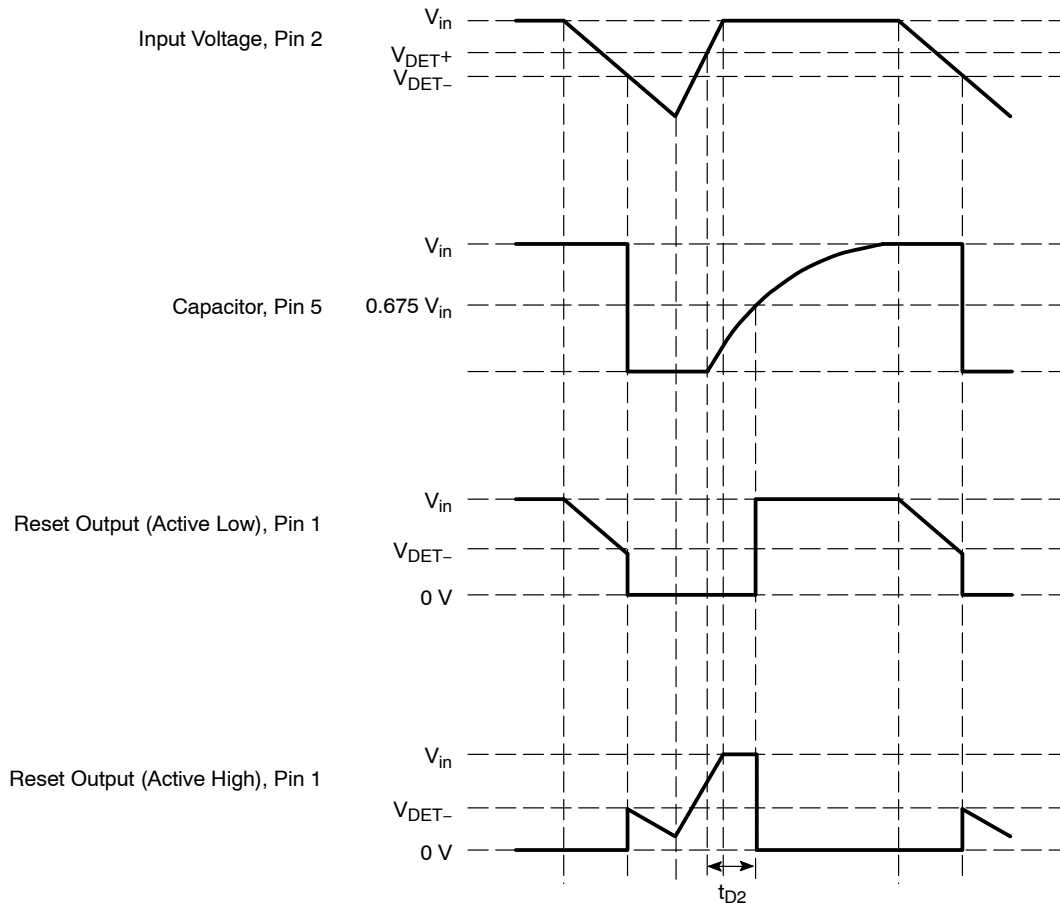 V_in
Input Voltage, Pin 2
V_DET+
V_DET−
V_in
Capacitor, Pin 5
0.675 V_in
V_in
Reset Output (Active Low), Pin 1
V_DET−
0 V
V_in
Reset Output (Active High), Pin 1
V_DET−
0 V
t_D2